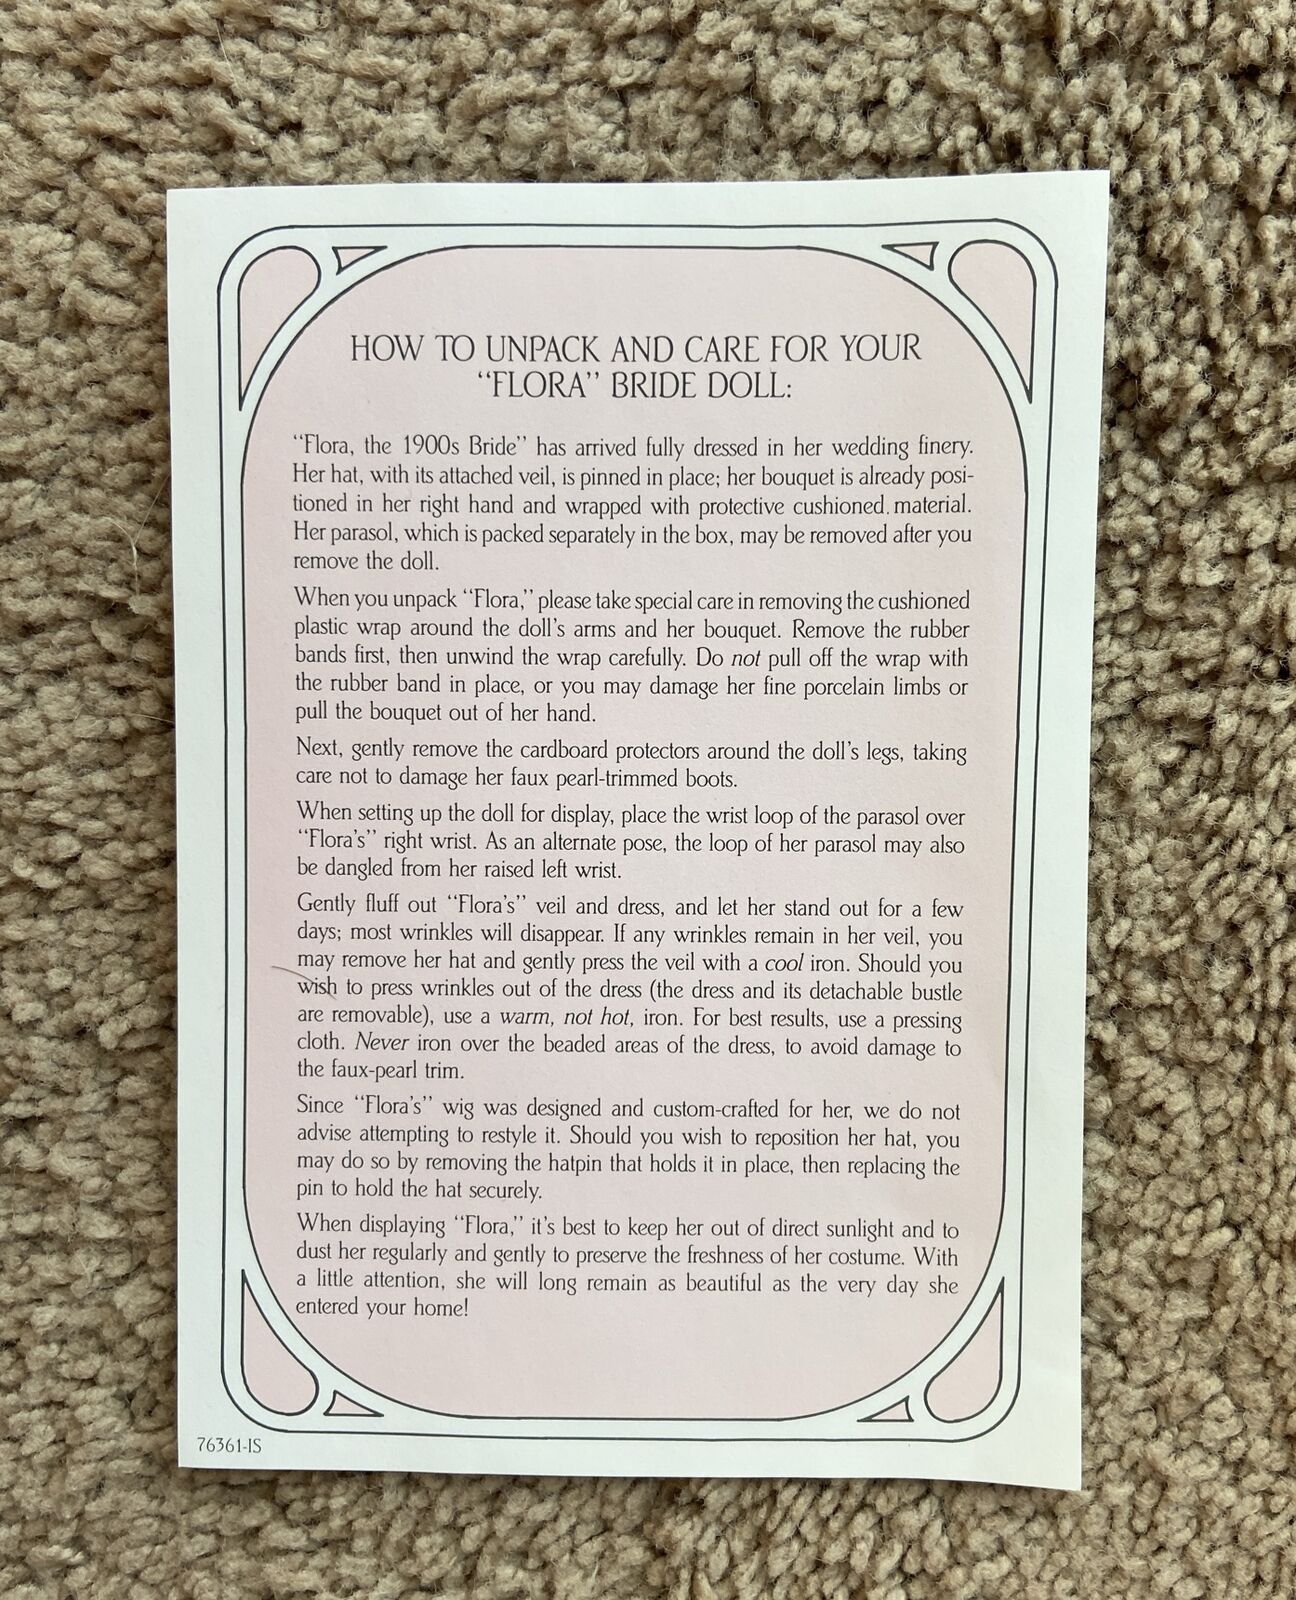 HOW TO UNPACK AND CARE FOR YOUR
“FLORA” BRIDE DOLL:
“Flora, the 1900s Bride” has arrived fully dressed in her wedding finery.
Her hat, with its attached veil, is pinned in place; her bouquet is already posi-
tioned in her right hand and wrapped with protective cushioned material.
Her parasol, which is packed separately in the box, may be removed after you
remove the doll.
When you unpack “Flora,” please take special care in removing the cushioned
plastic wrap around the doll’s arms and her bouquet. Remove the rubber
bands first, then unwind the wrap carefully. Do not pull off the wrap with
the rubber band in place, or you may damage her fine porcelain limbs or
pull the bouquet out of her hand.
Next, gently remove the cardboard protectors around the doll’s legs, taking
care not to damage her faux pearl-trimmed boots.
When setting up the doll for display, place the wrist loop of the parasol over
“Flora’s” right wrist. As an alternate pose, the loop of her parasol may also
be dangled from her raised left wrist.
Gently fluff out “Flora’s” veil and dress, and let her stand out for a few
days; most wrinkles will disappear. If any wrinkles remain in her veil, you
may remove her hat and gently press the veil with a cool iron. Should you
wish to press wrinkles out of the dress (the dress and its detachable bustle
are removable), use a warm, not hot, iron. For best results, use a pressing
cloth. Never iron over the beaded areas of the dress, to avoid damage to
the faux-pearl trim.
Since “Flora’s” wig was designed and custom-crafted for her, we do not
advise attempting to restyle it. Should you wish to reposition her hat, you
may do so by removing the hatpin that holds it in place, then replacing the
pin to hold the hat securely.
When displaying “Flora,” it’s best to keep her out of direct sunlight and to
dust her regularly and gently to preserve the freshness of her costume. With
a little attention, she will long remain as beautiful as the very day she
entered your home!
76361-IS